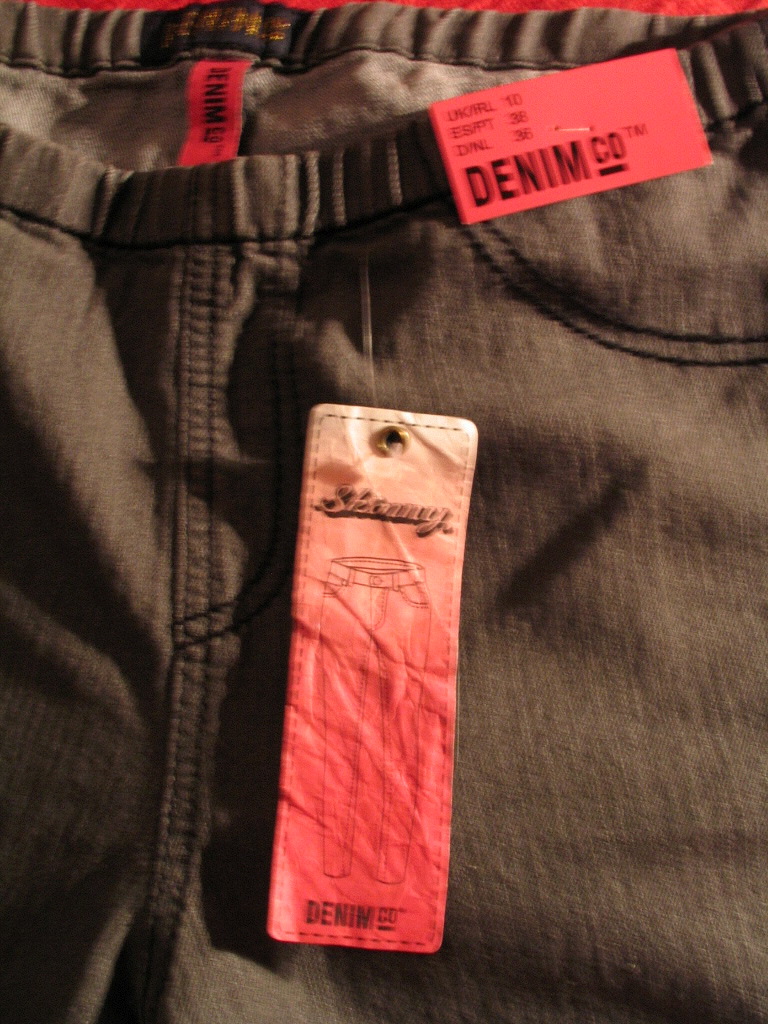 DENIM CO
UK/IRL 10
ES/PT 38
D/NL 36
DENIM CO™
Skinny
DENIM CO™